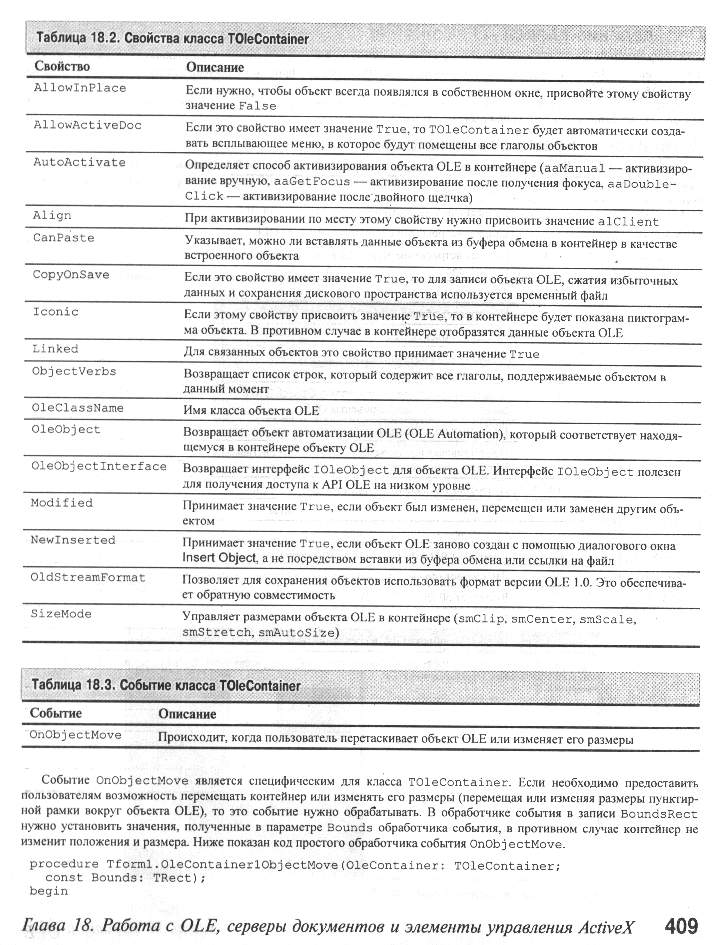 Таблица 18.2. Свойства класса TOleContainer
Свойство Описание
AllowInPlace Если нужно, чтобы объект всегда появлялся в собственном окне, присвойте этому свойству
значение False
AllowActiveDoc Если это свойство имеет значение True, то TOleContainer будет автоматически созда-
вать всплывающее меню, в которое будут помещены все глаголы объектов
AutoActivate Определяет способ активизирования объекта OLE в контейнере (aaManual — активизиро-
вание вручную, aaGetFocus — активизирование после получения фокуса, aaDouble-
Click — активизирование после двойного щелчка)
Align При активизировании по месту этому свойству нужно присвоить значение alClient
CanPaste Указывает, можно ли вставлять данные объекта из буфера обмена в контейнер в качестве
встроенного объекта
CopyOnSave Если это свойство имеет значение True, то для записи объекта OLE, сжатия избыточных
данных и сохранения дискового пространства используется временный файл
Iconic Если этому свойству присвоить значение True, то в контейнере будет показана пиктограм-
ма объекта. В противном случае в контейнере отобразятся данные объекта OLE
Linked Для связанных объектов это свойство принимает значение True
ObjectVerbs Возвращает список строк, который содержит все глаголы, поддерживаемые объектом в
данный момент
OleClassName Имя класса объекта OLE
OleObject Возвращает объект автоматизации OLE (OLE Automation), который соответствует находя-
щемуся в контейнере объекту OLE
OleObjectInterface Возвращает интерфейс IOleObject для объекта OLE. Интерфейс IOleObject полезен
для получения доступа к API OLE на низком уровне
Modified Принимает значение True, если объект был изменен, перемещен или заменен другим объ-
ектом
NewInserted Принимает значение True, если объект OLE заново создан с помощью диалогового окна
Insert Object, а не посредством вставки из буфера обмена или ссылки на файл
OldStreamFormat Позволяет для сохранения объектов использовать формат версии OLE 1.0. Это обеспечива-
ет обратную совместимость
SizeMode Управляет размерами объекта OLE в контейнере (smClip, smCenter, smScale,
smStretch, smAutoSize)
Таблица 18.3. Событие класса TOleContainer
Событие Описание
OnObjectMove Происходит, когда пользователь перетаскивает объект OLE или изменяет его размеры
Событие OnObjectMove является специфическим для класса TOleContainer. Если необходимо предоставить
пользователям возможность перемещать контейнер или изменять его размеры (перемещая или изменяя размеры пунктир-
ной рамки вокруг объекта OLE), то это событие нужно обрабатывать. В обработчике события в записи BoundsRect
нужно установить значения, полученные в параметре Bounds обработчика события, в противном случае контейнер не
изменит положения и размера. Ниже показан код простого обработчика события OnObjectMove.
procedure Tform1.OleContainer1ObjectMove(OleContainer: TOleContainer;
const Bounds: TRect);
begin
Глава 18. Работа с OLE, серверы документов и элементы управления ActiveX 409